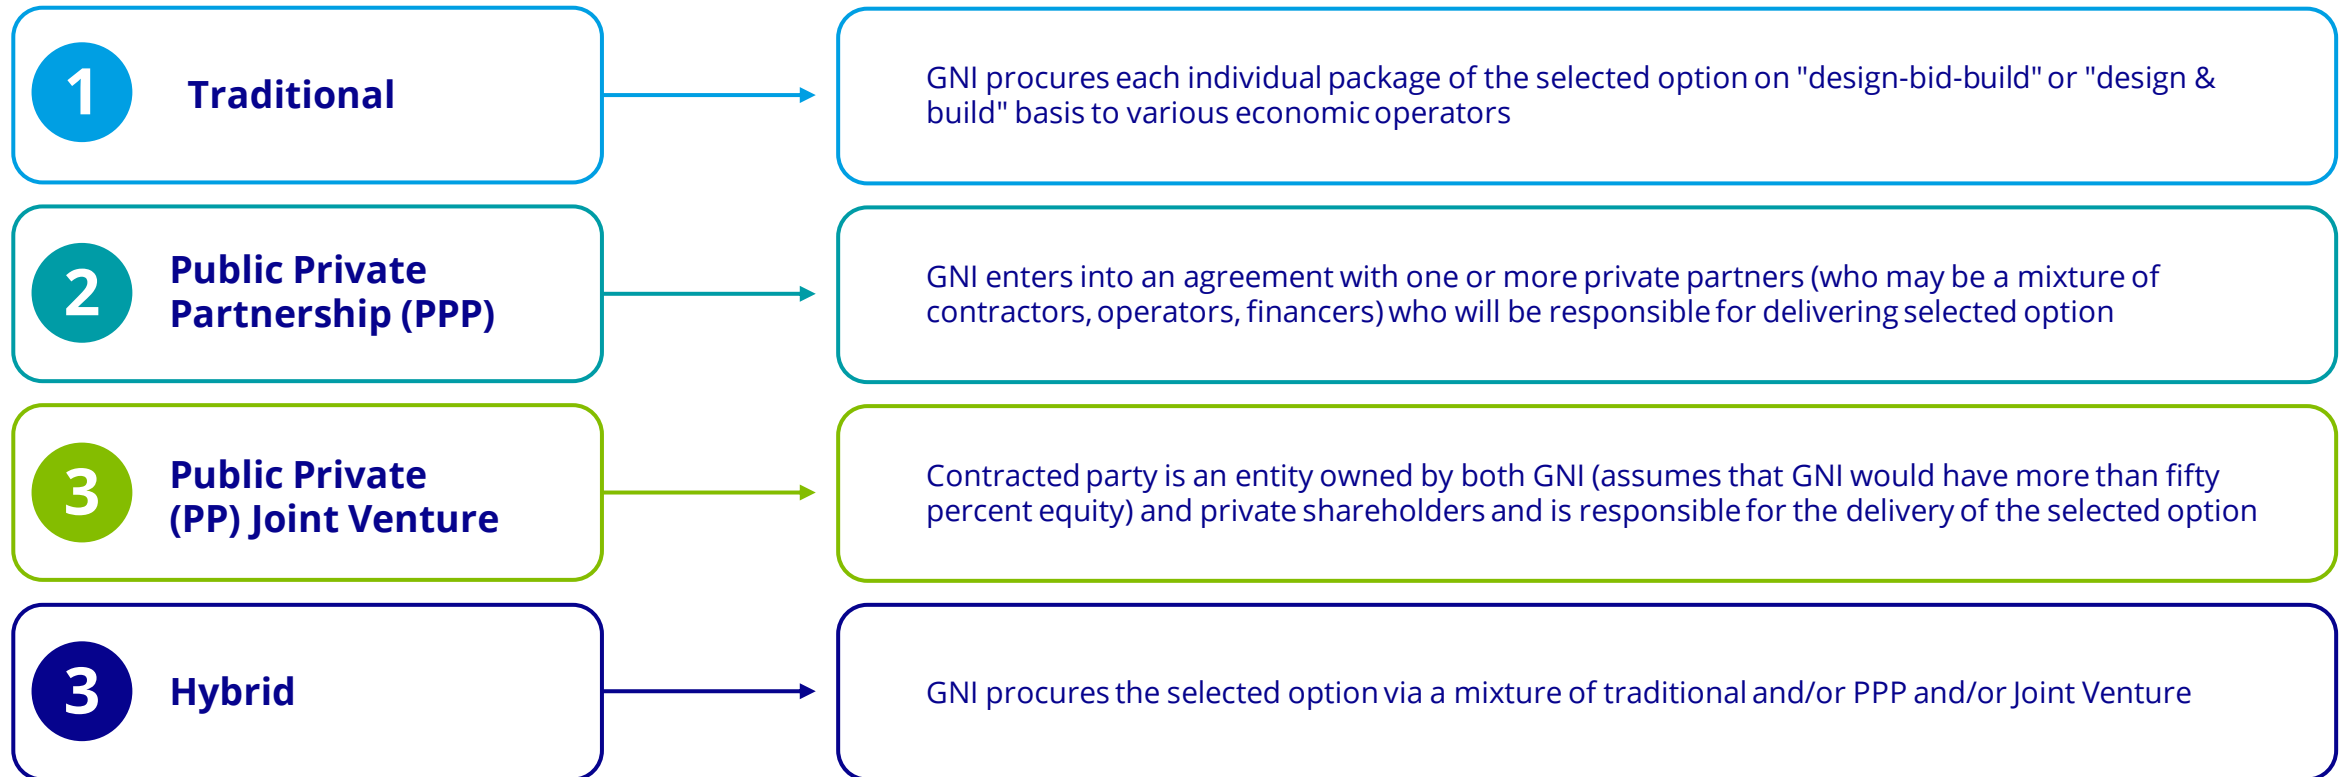 1
Traditional
GNI procures each individual package of the selected option on "design-bid-build" or "design &
build" basis to various economic operators
2
Public Private
Partnership (PPP)
GNI enters into an agreement with one or more private partners (who may be a mixture of
contractors, operators, financers) who will be responsible for delivering selected option
3
Public Private
(PP) Joint Venture
Contracted party is an entity owned by both GNI (assumes that GNI would have more than fifty
percent equity) and private shareholders and is responsible for the delivery of the selected option
3
Hybrid
GNI procures the selected option via a mixture of traditional and/or PPP and/or Joint Venture